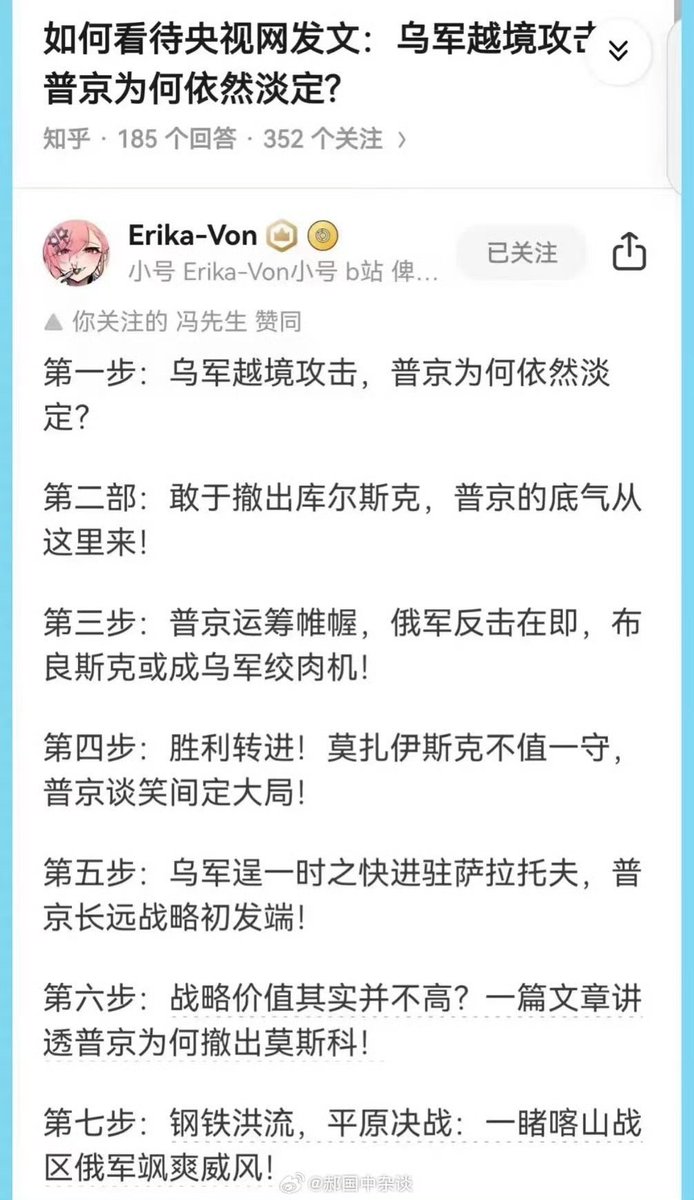 如何看待央视网发文：乌军越境攻击
普京为何依然淡定？
知乎 · 185 个回答 · 352 个关注 >
Erika-Von
小号 Erika-Von小号 b站 俾...
已关注
你关注的 冯先生 赞同
第一步：乌军越境攻击，普京为何依然淡
定？
第二部：敢于撤出库尔斯克，普京的底气从
这里来！
第三步：普京运筹帷幄，俄军反击在即，布
良斯克或成乌军绞肉机！
第四步：胜利转进！莫扎伊斯克不值一守，
普京谈笑间定大局！
第五步：乌军逞一时之快进驻萨拉托夫，普
京长远战略初发端！
第六步：战略价值其实并不高？一篇文章讲
透普京为何撤出莫斯科！
第七步：钢铁洪流，平原决战：一睹喀山战
区俄军飒爽威风！
@郝国中杂谈